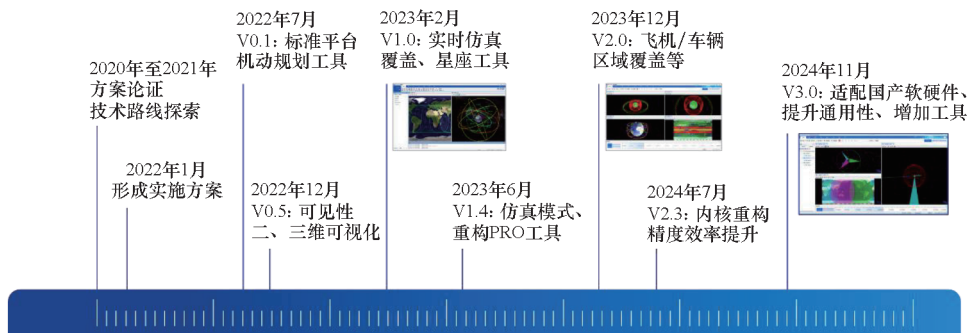 2020年至2021年
方案论证
技术路线探索
2022年1月
形成实施方案
2022年7月
V0.1: 标准平台
机动规划工具
2022年12月
V0.5: 可见性
二、三维可视化
2023年2月
V1.0: 实时仿真
覆盖、星座工具
2023年6月
V1.4: 仿真模式、
重构PRO工具
2023年12月
V2.0: 飞机/车辆
区域覆盖等
2024年7月
V2.3: 内核重构
精度效率提升
2024年11月
V3.0: 适配国产软硬件、
提升通用性、增加工具